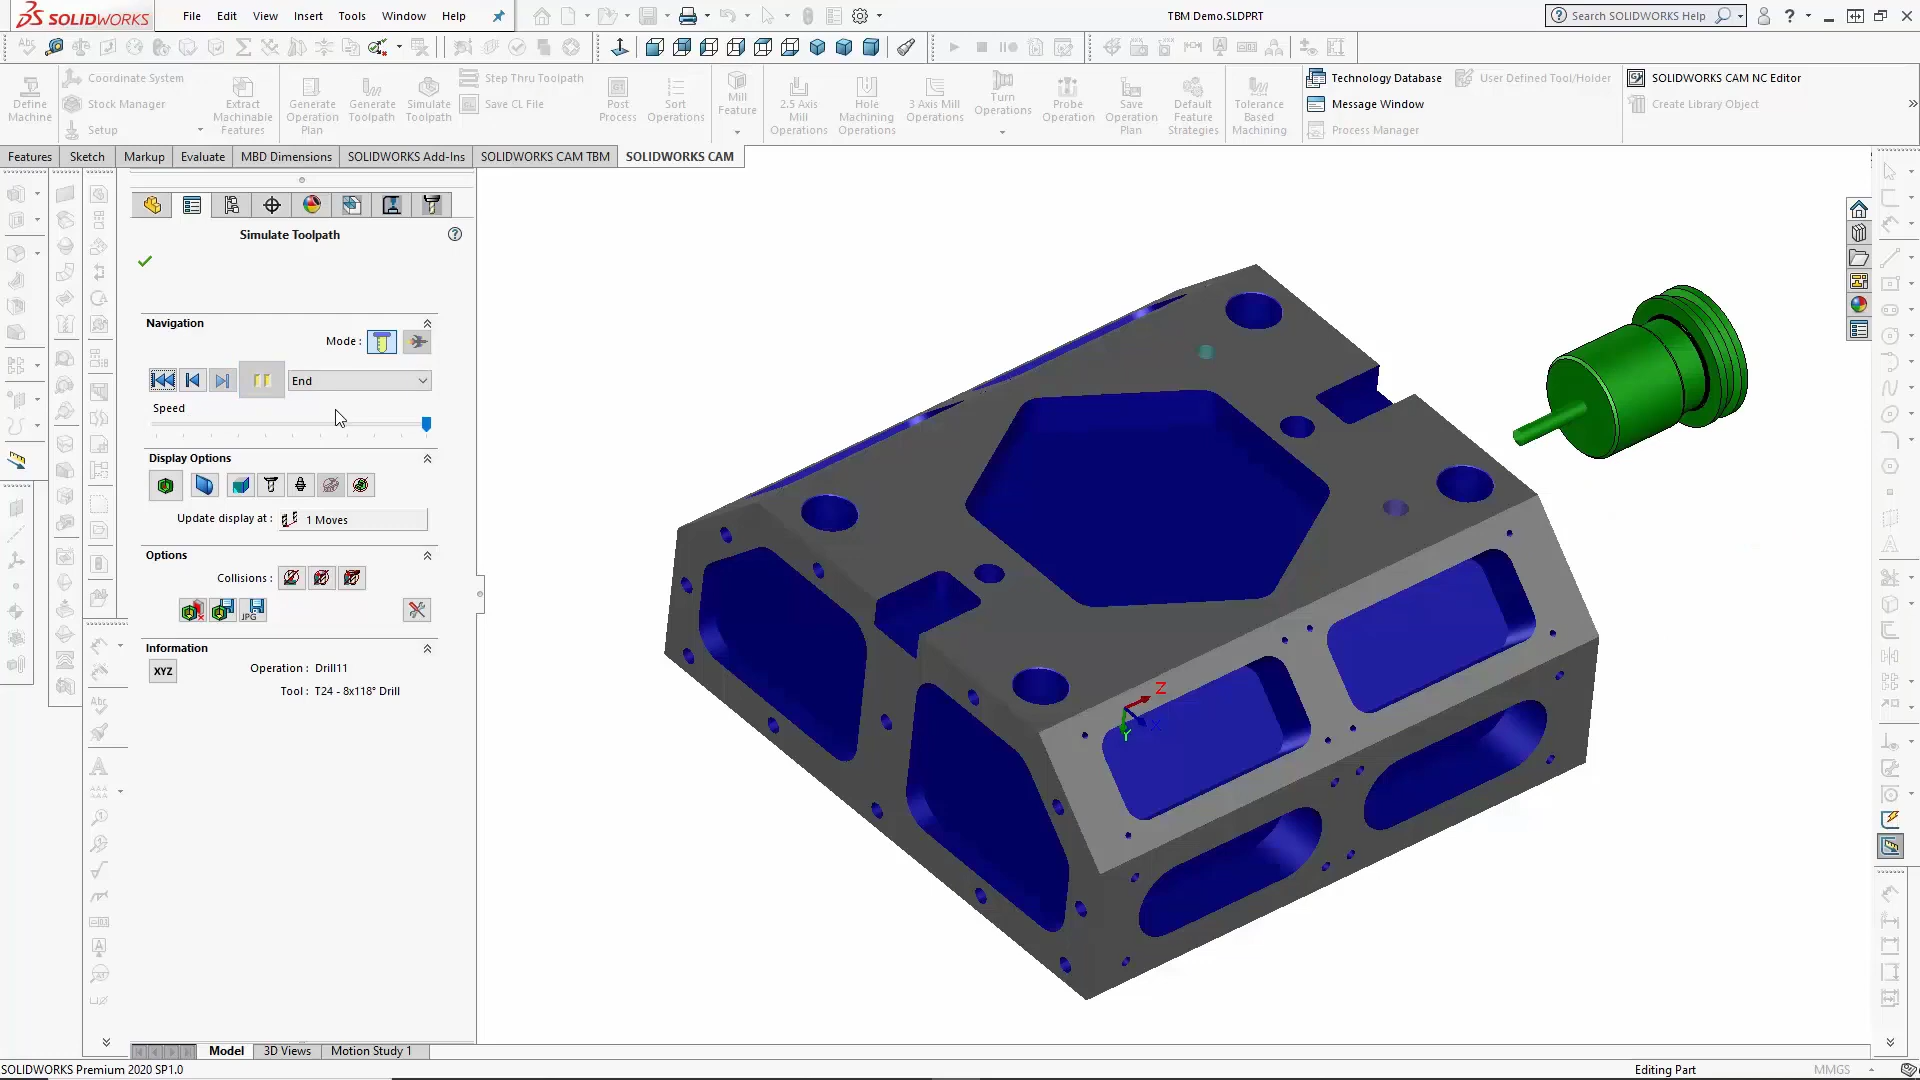 SOLIDWORKS File Edit View Insert Tools Window Help TBM Demo.SLDPRT Search SOLIDWORKS Help
Define Machine
Coordinate System
Stock Manager
Setup
Extract Machinable Features
Generate Operation Plan
Generate Toolpath
Simulate Toolpath
Step Thru Toolpath
Save CL File
Post Process
Sort Operations
Mill Feature
2.5 Axis Mill Operations
Hole Machining Operations
3 Axis Mill Operations
Turn Operations
Probe Operation
Save Operation Plan
Default Feature Strategies
Tolerance Based Machining
Technology Database
Message Window
Process Manager
User Defined Tool/Holder
SOLIDWORKS CAM NC Editor
Create Library Object
Features Sketch Markup Evaluate MBD Dimensions SOLIDWORKS Add-Ins SOLIDWORKS CAM TBM SOLIDWORKS CAM
Simulate Toolpath
Navigation
Mode :
End
Speed
Display Options
Update display at : 1 Moves
Options
Collisions :
JPG
Information
XYZ Operation : Drill11
Tool : T24 - 8x118° Drill
Z
X
Y
Model 3D Views Motion Study 1
SOLIDWORKS Premium 2020 SP1.0 Editing Part MMGS